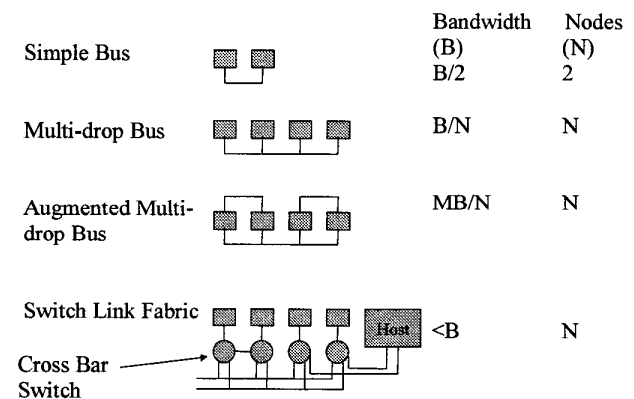 Bandwidth Nodes
(B) (N)
Simple Bus B/2 2
Multi-drop Bus B/N N
Augmented Multi- MB/N N
drop Bus
Switch Link Fabric
Host <B N
Cross Bar
Switch